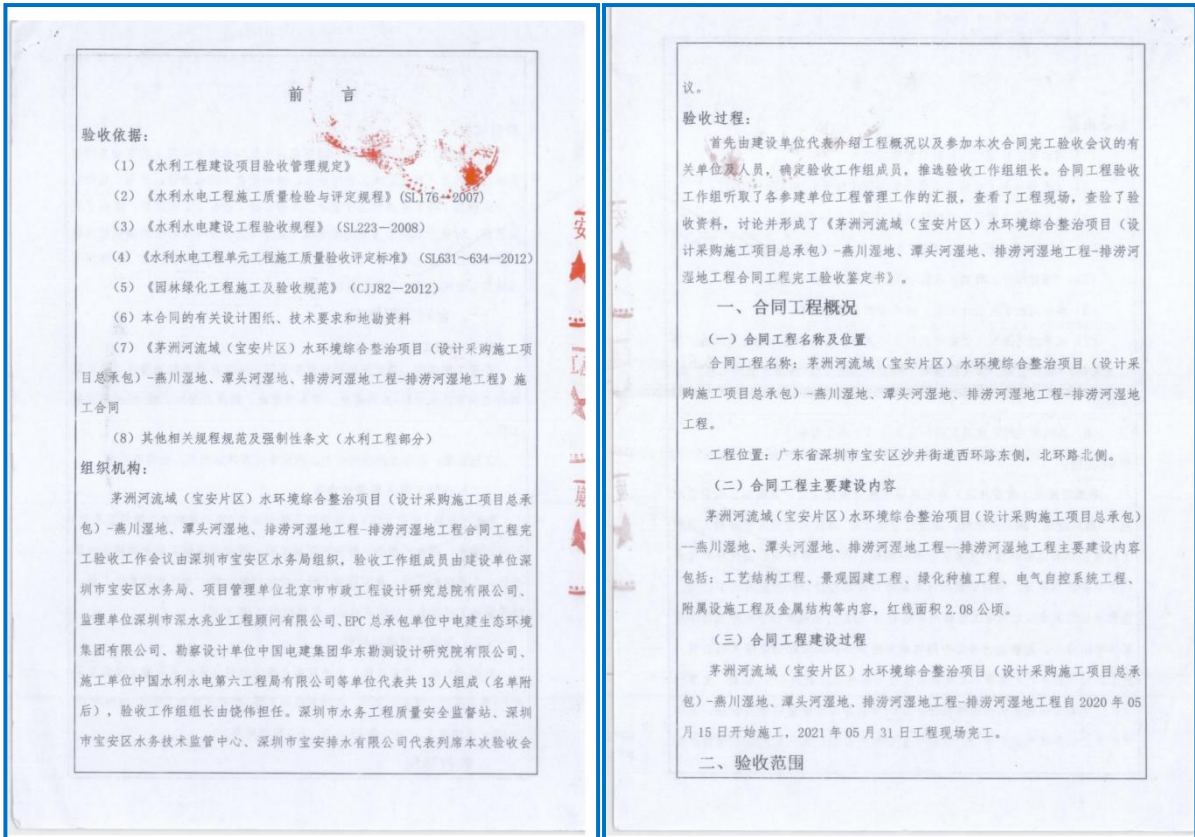 前　言
验收依据：
（1）《水利工程建设项目验收管理规定》
（2）《水利水电工程施工质量检验与评定规程》(SL176-2007)
（3）《水利水电建设工程验收规程》（SL223－2008）
（4）《水利水电工程单元工程施工质量验收评定标准》（SL631～634—2012）
（5）《园林绿化工程施工及验收规范》（CJJ82－2012）
（6）本合同的有关设计图纸、技术要求和地勘资料
（7）《茅洲河流域（宝安片区）水环境综合整治项目（设计采购施工项
目总承包）-燕川湿地、潭头河湿地、排涝河湿地工程-排涝河湿地工程》施
工合同
（8）其他相关规程规范及强制性条文（水利工程部分）
组织机构：
茅洲河流域（宝安片区）水环境综合整治项目（设计采购施工项目总承
包）-燕川湿地、潭头河湿地、排涝河湿地工程-排涝河湿地工程合同工程完
工验收工作会议由深圳市宝安区水务局组织，验收工作组成员由建设单位深
圳市宝安区水务局、项目管理单位北京市市政工程设计研究总院有限公司、
监理单位深圳市深水兆业工程顾问有限公司、EPC总承包单位中电建生态环境
集团有限公司、勘察设计单位中国电建集团华东勘测设计研究院有限公司、
施工单位中国水利水电第六工程局有限公司等单位代表共13人组成（名单附
后），验收工作组组长由饶伟担任。深圳市水务工程质量安全监督站、深圳
市宝安区水务技术监管中心、深圳市宝安排水有限公司代表列席本次验收会
安
议。
验收过程：
首先由建设单位代表介绍工程概况以及参加本次合同完工验收会议的有
关单位及人员，确定验收工作组成员，推选验收工作组组长。合同工程验收
工作组听取了各参建单位工程管理工作的汇报，查看了工程现场，查验了验
收资料，讨论并形成了《茅洲河流域（宝安片区）水环境综合整治项目（设
计采购施工项目总承包）-燕川湿地、潭头河湿地、排涝河湿地工程-排涝河
湿地工程合同工程完工验收鉴定书》。
一、合同工程概况
（一）合同工程名称及位置
合同工程名称：茅洲河流域（宝安片区）水环境综合整治项目（设计采
购施工项目总承包）-燕川湿地、潭头河湿地、排涝河湿地工程-排涝河湿地
工程。
工程位置：广东省深圳市宝安区沙井街道西环路东侧，北环路北侧。
（二）合同工程主要建设内容
茅洲河流域（宝安片区）水环境综合整治项目（设计采购施工项目总承包）
--燕川湿地、潭头河湿地、排涝河湿地工程--排涝河湿地工程主要建设内容
包括：工艺结构工程、景观园建工程、绿化种植工程、电气自控系统工程、
附属设施工程及金属结构等内容，红线面积2.08公顷。
（三）合同工程建设过程
茅洲河流域（宝安片区）水环境综合整治项目（设计采购施工项目总承
包）-燕川湿地、潭头河湿地、排涝河湿地工程-排涝河湿地工程自2020年05
月15日开始施工，2021年05月31日工程现场完工。
二、验收范围